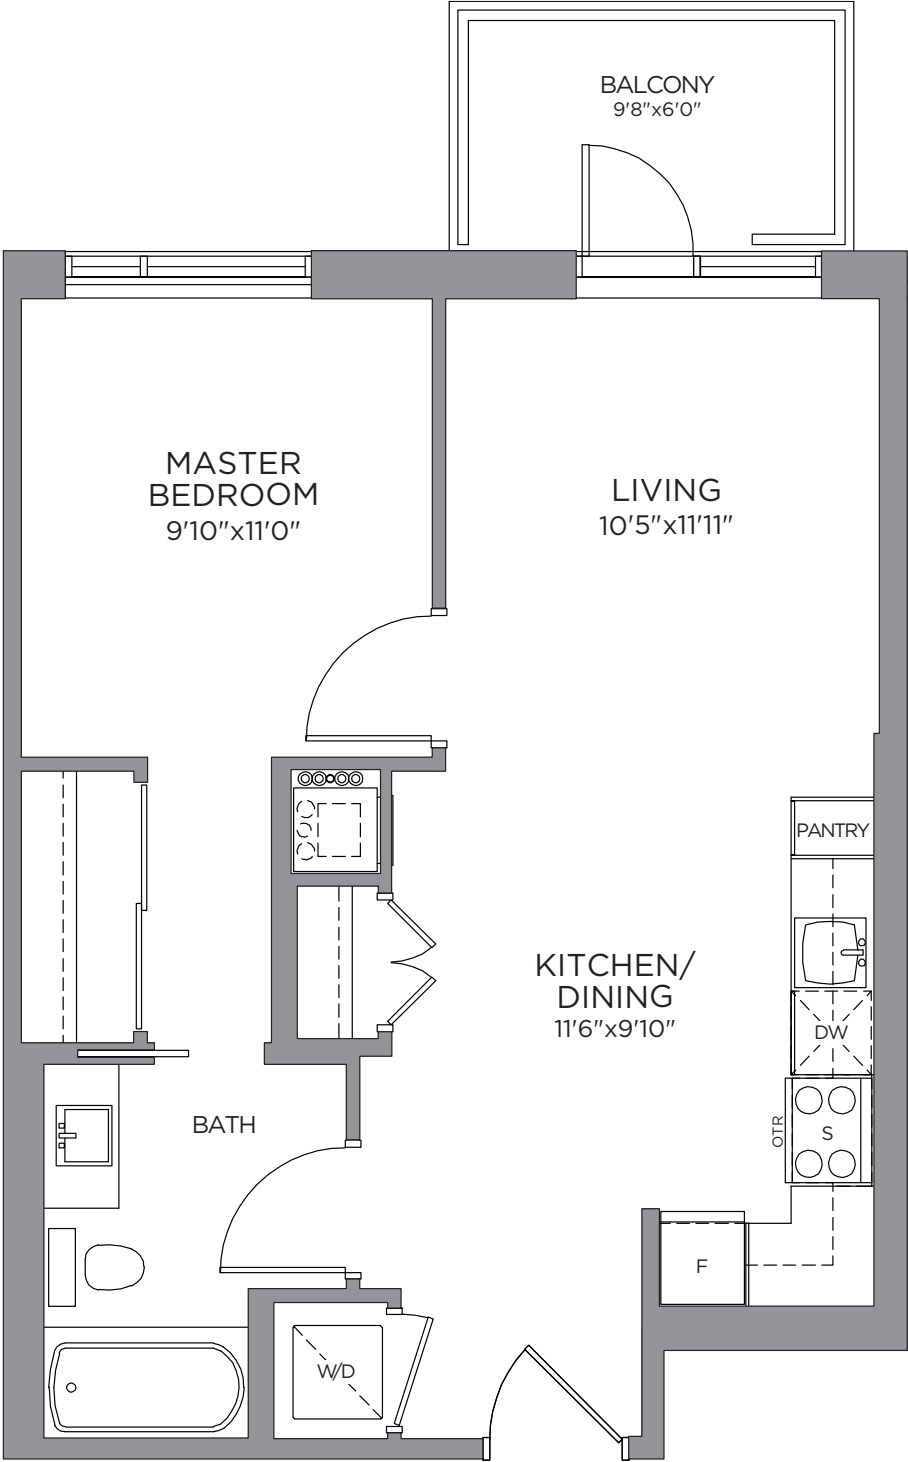 BALCONY
9'8"x6'0"
MASTER
BEDROOM
9'10"x11'0"
LIVING
10'5"x11'11"
PANTRY
KITCHEN/
DINING
11'6"x9'10"
DW
BATH
OTR
S
F
W/D